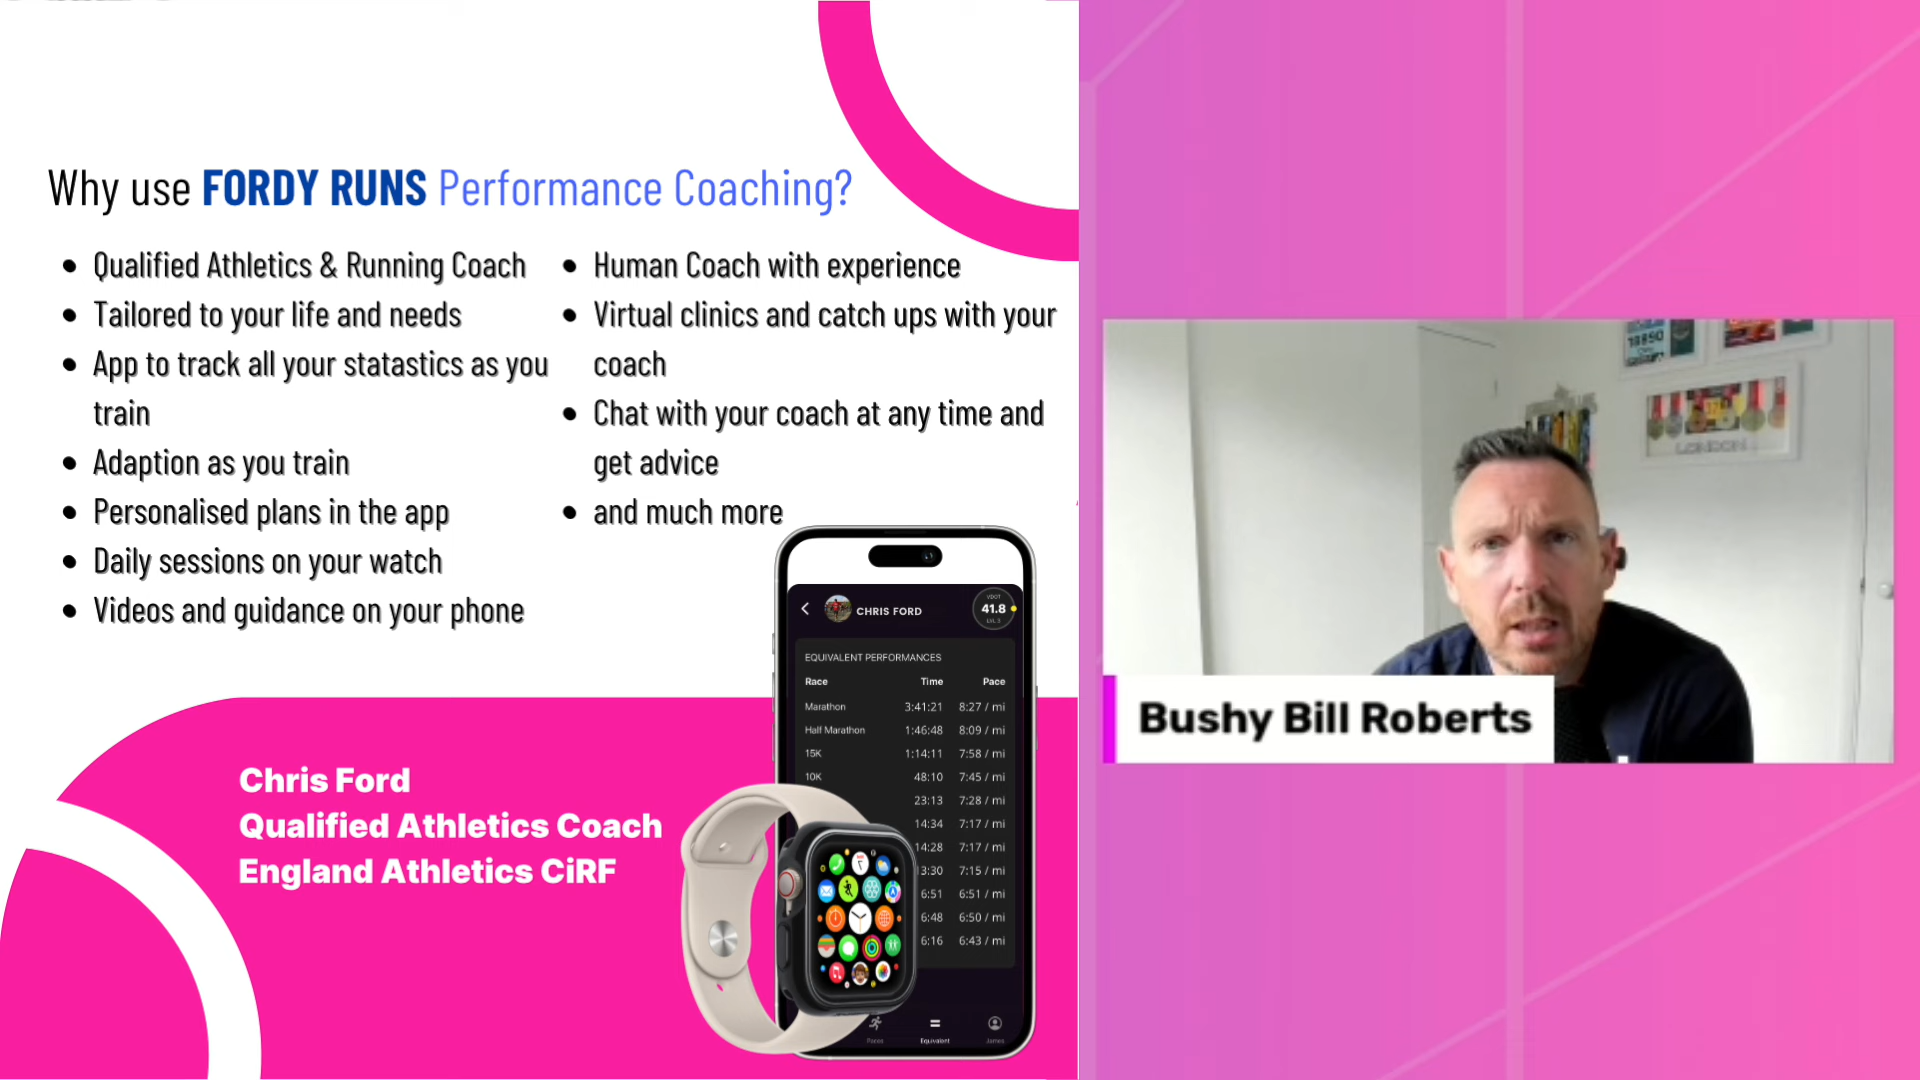 Why use FORDY RUNS Performance Coaching?
Qualified Athletics & Running Coach
Tailored to your life and needs
App to track all your statastics as you
train
Adaption as you train
Personalised plans in the app
Daily sessions on your watch
Videos and guidance on your phone
Human Coach with experience
Virtual clinics and catch ups with your
coach
Chat with your coach at any time and
get advice
and much more
Chris Ford
Qualified Athletics Coach
England Athletics CiRF
CHRIS FORD
VDOT
41.8
LVL 3
EQUIVALENT PERFORMANCES
Race Time Pace
Marathon 3:41:21 8:27 / mi
Half Marathon 1:46:48 8:09 / mi
15K 1:14:11 7:58 / mi
10K 48:10 7:45 / mi
23:13 7:28 / mi
14:34 7:17 / mi
14:28 7:17 / mi
3:30 7:15 / mi
6:51 6:51 / mi
6:48 6:50 / mi
6:16 6:43 / mi
Races Equivalent James
18850
LONDON
Bushy Bill Roberts